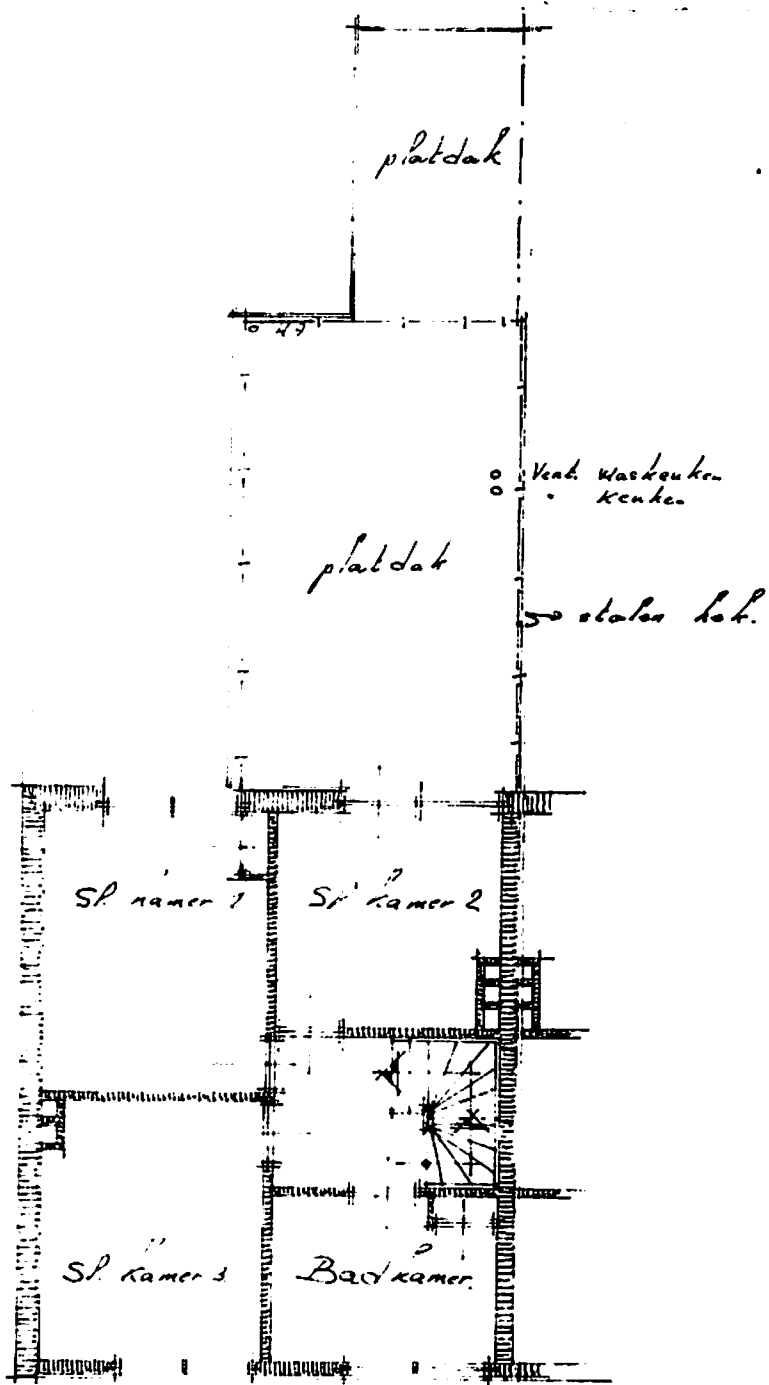 platdak
Vent. Waskeuken
" Keuken
platdak
stalen hek.
Sl. kamer 1
Sl. kamer 2
Sl. kamer 3
Badkamer.